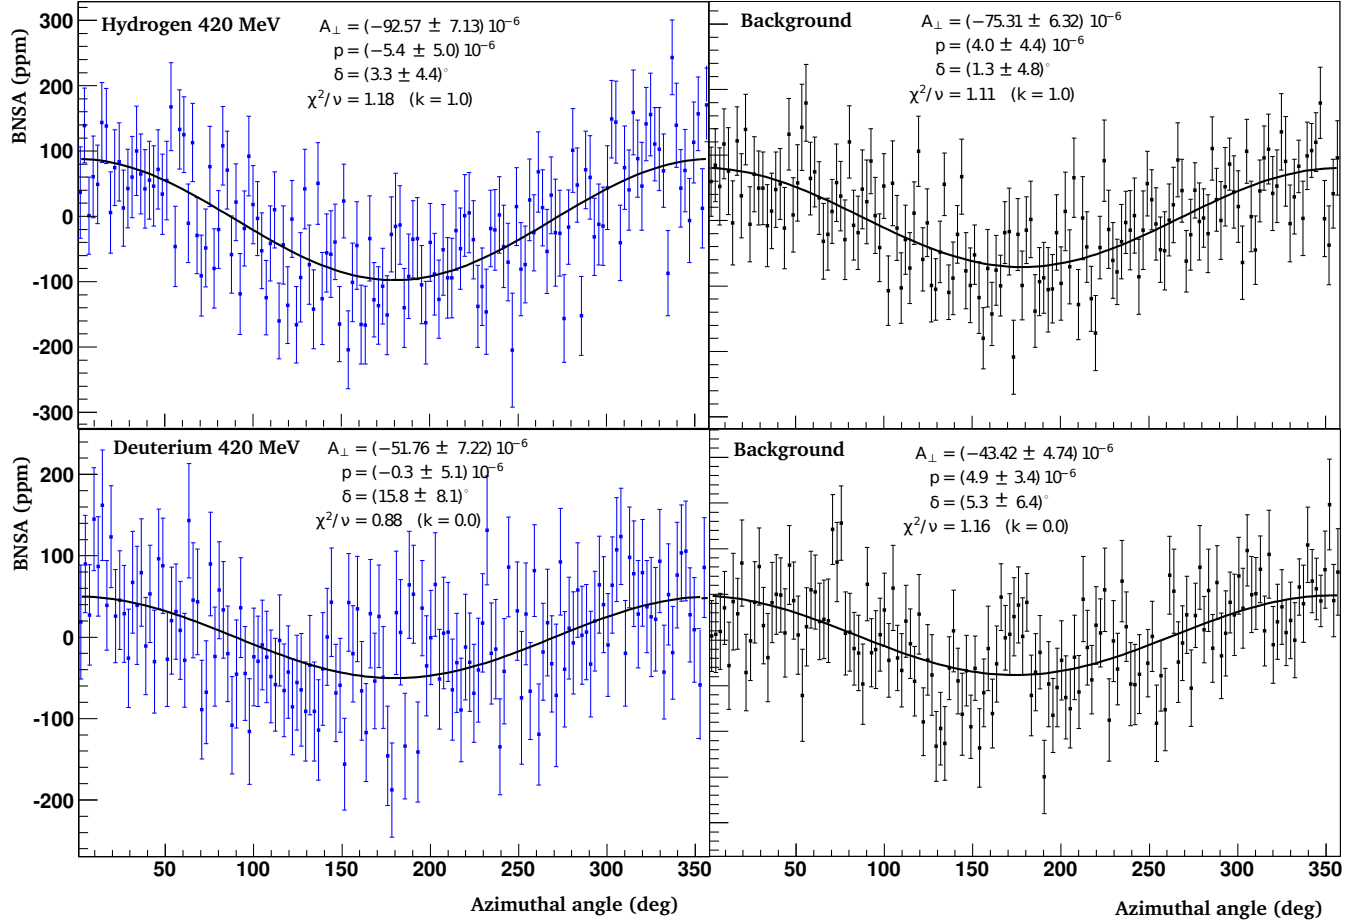 Hydrogen 420 MeV
A⊥ = (−92.57 ± 7.13) 10⁻⁶
p = (−5.4 ± 5.0) 10⁻⁶
δ = (3.3 ± 4.4)°
χ²/ν = 1.18 (k = 1.0)
BNSA (ppm)
300
200
100
0
-100
-200
-300
Background
A⊥ = (−75.31 ± 6.32) 10⁻⁶
p = (4.0 ± 4.4) 10⁻⁶
δ = (1.3 ± 4.8)°
χ²/ν = 1.11 (k = 1.0)
Deuterium 420 MeV
A⊥ = (−51.76 ± 7.22) 10⁻⁶
p = (−0.3 ± 5.1) 10⁻⁶
δ = (15.8 ± 8.1)°
χ²/ν = 0.88 (k = 0.0)
BNSA (ppm)
200
100
0
-100
-200
50 100 150 200 250 300 350
Azimuthal angle (deg)
Background
A⊥ = (−43.42 ± 4.74) 10⁻⁶
p = (4.9 ± 3.4) 10⁻⁶
δ = (5.3 ± 6.4)°
χ²/ν = 1.16 (k = 0.0)
50 100 150 200 250 300 350
Azimuthal angle (deg)